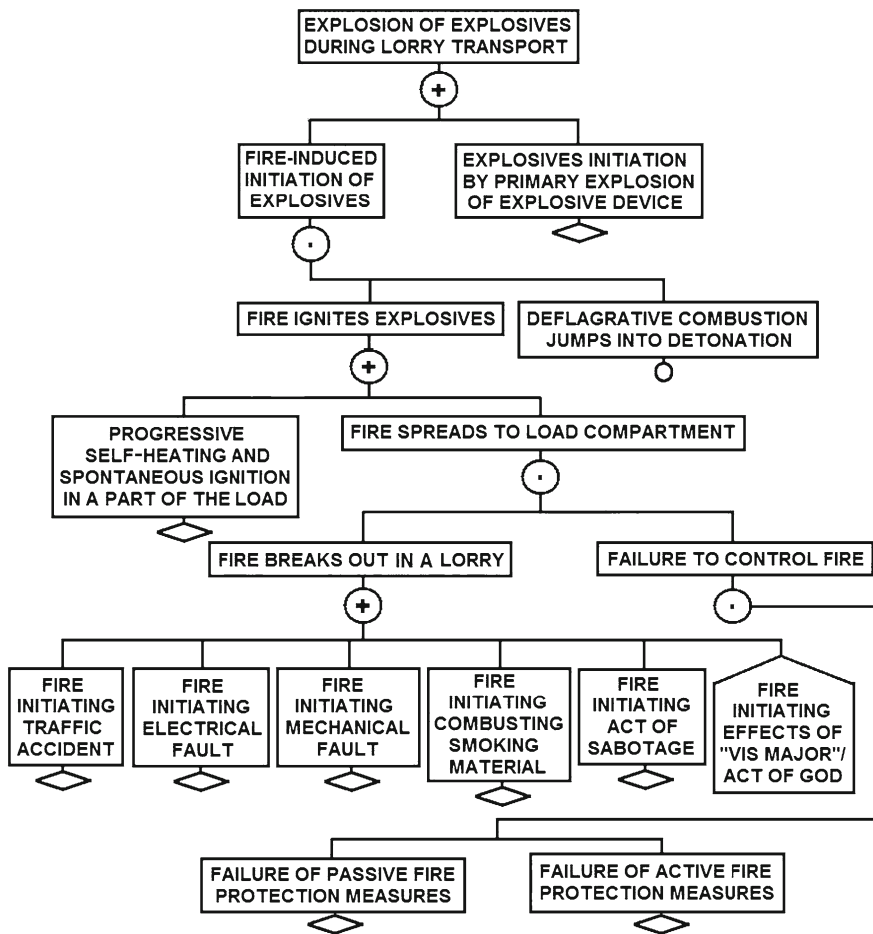 EXPLOSION OF EXPLOSIVES
DURING LORRY TRANSPORT
+
FIRE-INDUCED
INITIATION OF
EXPLOSIVES
EXPLOSIVES INITIATION
BY PRIMARY EXPLOSION
OF EXPLOSIVE DEVICE
·
FIRE IGNITES EXPLOSIVES
DEFLAGRATIVE COMBUSTION
JUMPS INTO DETONATION
+
PROGRESSIVE
SELF-HEATING AND
SPONTANEOUS IGNITION
IN A PART OF THE LOAD
FIRE SPREADS TO LOAD COMPARTMENT
·
FIRE BREAKS OUT IN A LORRY
FAILURE TO CONTROL FIRE
+
·
FIRE
INITIATING
TRAFFIC
ACCIDENT
FIRE
INITIATING
ELECTRICAL
FAULT
FIRE
INITIATING
MECHANICAL
FAULT
FIRE
INITIATING
COMBUSTING
SMOKING
MATERIAL
FIRE
INITIATING
ACT OF
SABOTAGE
FIRE
INITIATING
EFFECTS OF
"VIS MAJOR"/
ACT OF GOD
FAILURE OF PASSIVE FIRE
PROTECTION MEASURES
FAILURE OF ACTIVE FIRE
PROTECTION MEASURES